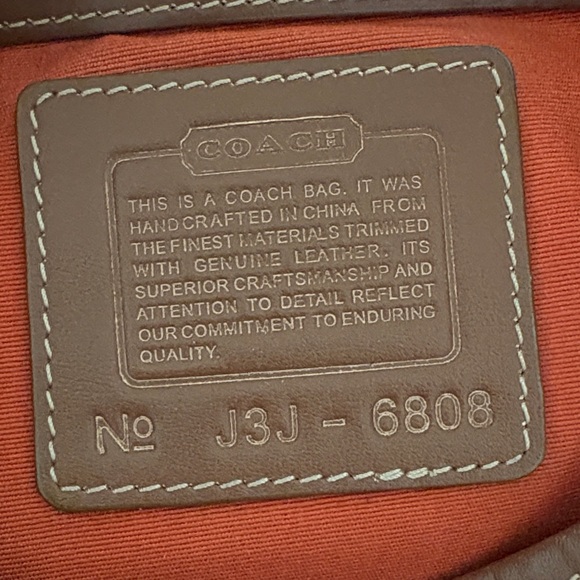 COACH
THIS IS A COACH BAG. IT WAS
HANDCRAFTED IN CHINA FROM
THE FINEST MATERIALS TRIMMED
WITH GENUINE LEATHER. ITS
SUPERIOR CRAFTSMANSHIP AND
ATTENTION TO DETAIL REFLECT
OUR COMMITMENT TO ENDURING
QUALITY.
Nº J3J - 6808